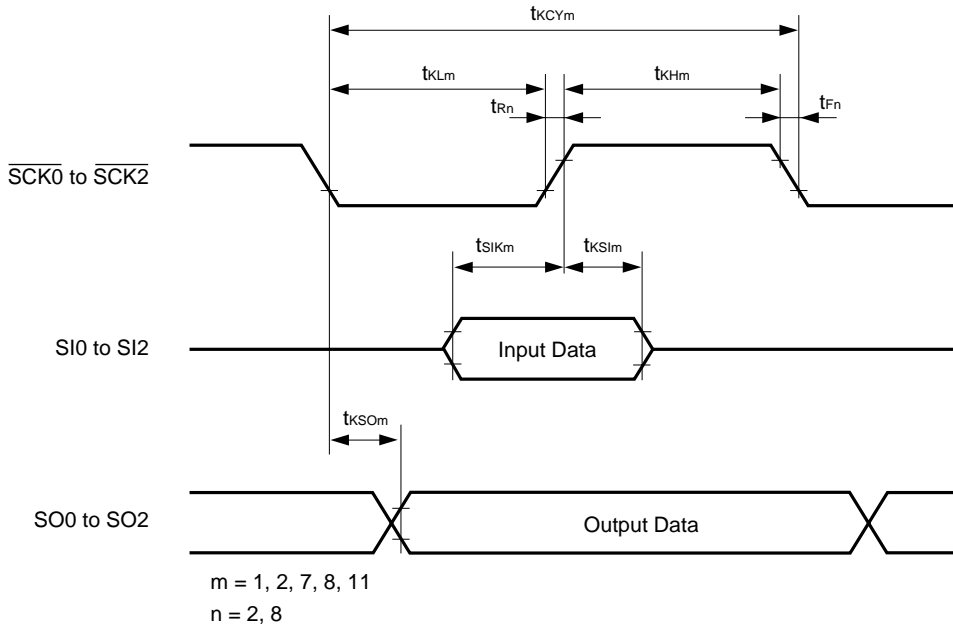 tKCYm
tKLm
tKHm
tRn
tFn
SCK0 to SCK2
tSIKm
tKSIm
SI0 to SI2
Input Data
tKSOm
SO0 to SO2
Output Data
m = 1, 2, 7, 8, 11
n = 2, 8